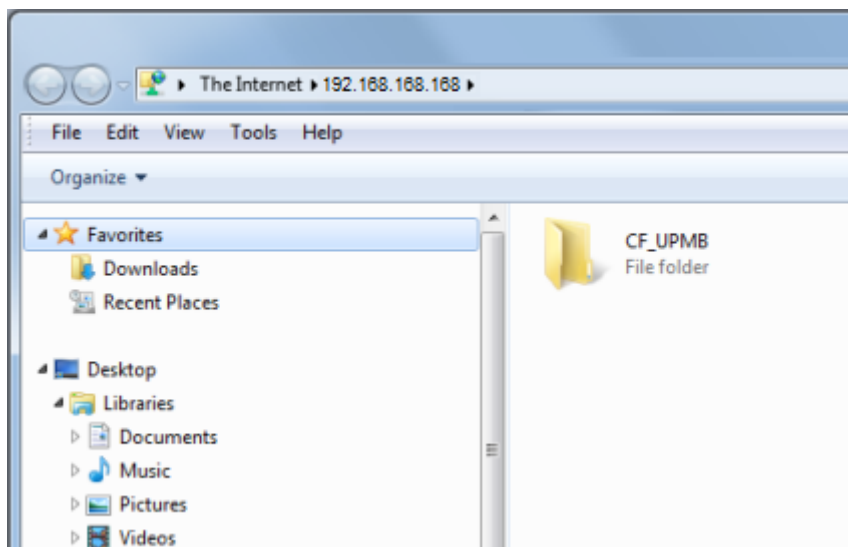 The Internet 192.168.168.168
File Edit View Tools Help
Organize
Favorites
Downloads
Recent Places
Desktop
Libraries
Documents
Music
Pictures
Videos
CF_UPMB
File folder